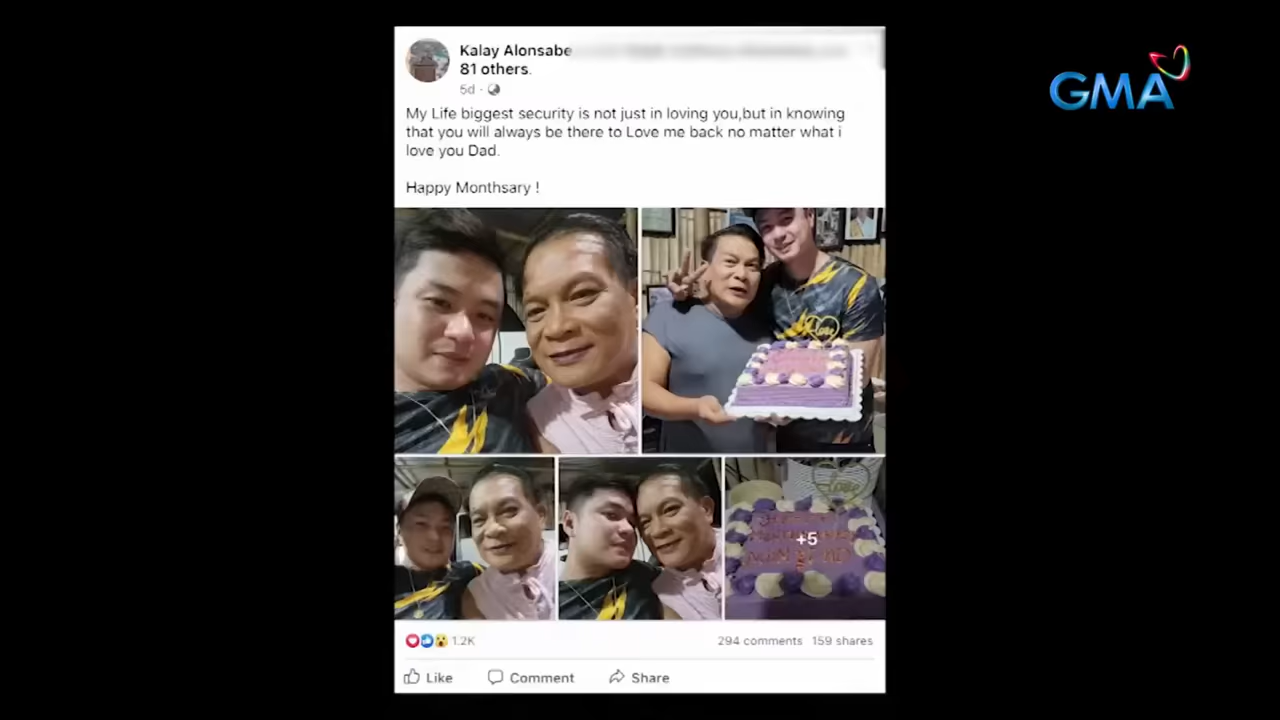 GMA
Kalay Alonsabe
81 others.
5d ·
My Life biggest security is not just in loving you,but in knowing
that you will always be there to Love me back no matter what i
love you Dad.
Happy Monthsary !
love
love
+5
1.2K
294 comments 159 shares
Like Comment Share